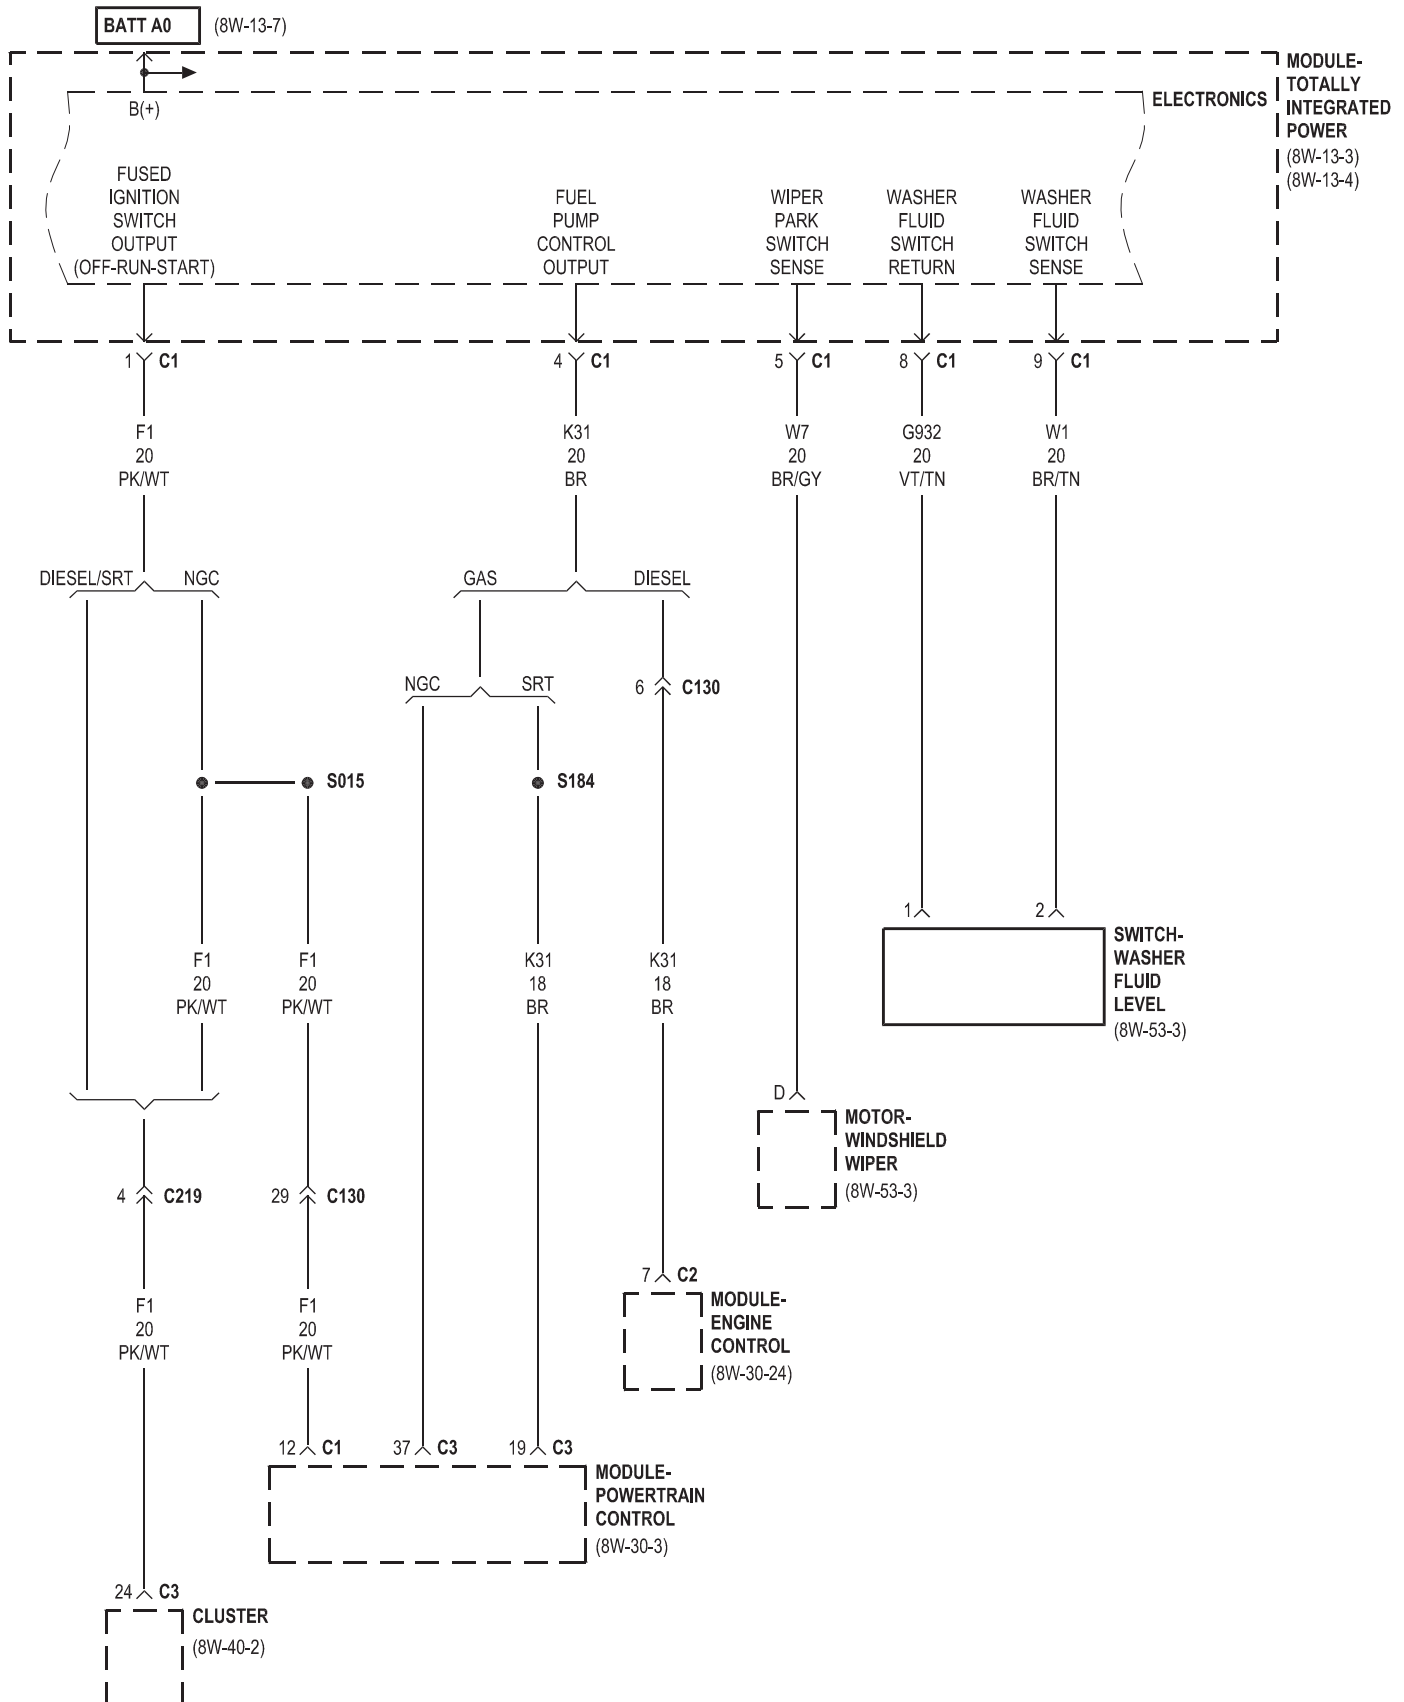 BATT A0 (8W-13-7)
MODULE-
TOTALLY
INTEGRATED
POWER
(8W-13-3)
(8W-13-4)
ELECTRONICS
B(+)
FUSED
IGNITION
SWITCH
OUTPUT
(OFF-RUN-START)
FUEL
PUMP
CONTROL
OUTPUT
WIPER
PARK
SWITCH
SENSE
WASHER
FLUID
SWITCH
RETURN
WASHER
FLUID
SWITCH
SENSE
1 C1
4 C1
5 C1
8 C1
9 C1
F1
20
PK/WT
K31
20
BR
W7
20
BR/GY
G932
20
VT/TN
W1
20
BR/TN
DIESEL/SRT NGC
GAS DIESEL
NGC SRT
6 C130
S015
S184
1
2
SWITCH-
WASHER
FLUID
LEVEL
(8W-53-3)
F1
20
PK/WT
F1
20
PK/WT
K31
18
BR
K31
18
BR
D
MOTOR-
WINDSHIELD
WIPER
(8W-53-3)
4 C219
29 C130
7 C2
MODULE-
ENGINE
CONTROL
(8W-30-24)
F1
20
PK/WT
F1
20
PK/WT
12 C1
37 C3
19 C3
MODULE-
POWERTRAIN
CONTROL
(8W-30-3)
24 C3
CLUSTER
(8W-40-2)